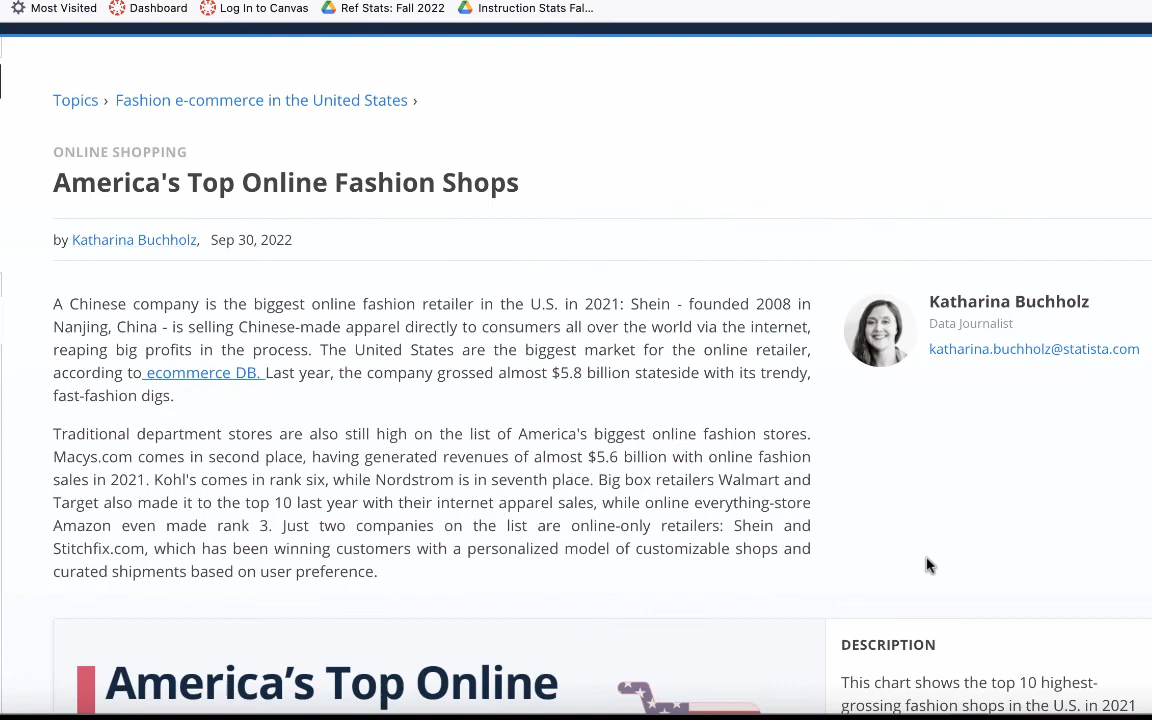 Most Visited Dashboard Log In to Canvas Ref Stats: Fall 2022 Instruction Stats Fal...
Topics › Fashion e-commerce in the United States ›
ONLINE SHOPPING
America's Top Online Fashion Shops
by Katharina Buchholz, Sep 30, 2022
A Chinese company is the biggest online fashion retailer in the U.S. in 2021: Shein - founded 2008 in
Nanjing, China - is selling Chinese-made apparel directly to consumers all over the world via the internet,
reaping big profits in the process. The United States are the biggest market for the online retailer,
according to ecommerce DB. Last year, the company grossed almost $5.8 billion stateside with its trendy,
fast-fashion digs.
Traditional department stores are also still high on the list of America's biggest online fashion stores.
Macys.com comes in second place, having generated revenues of almost $5.6 billion with online fashion
sales in 2021. Kohl's comes in rank six, while Nordstrom is in seventh place. Big box retailers Walmart and
Target also made it to the top 10 last year with their internet apparel sales, while online everything-store
Amazon even made rank 3. Just two companies on the list are online-only retailers: Shein and
Stitchfix.com, which has been winning customers with a personalized model of customizable shops and
curated shipments based on user preference.
Katharina Buchholz
Data Journalist
katharina.buchholz@statista.com
America's Top Online
DESCRIPTION
This chart shows the top 10 highest-
grossing fashion shops in the U.S. in 2021